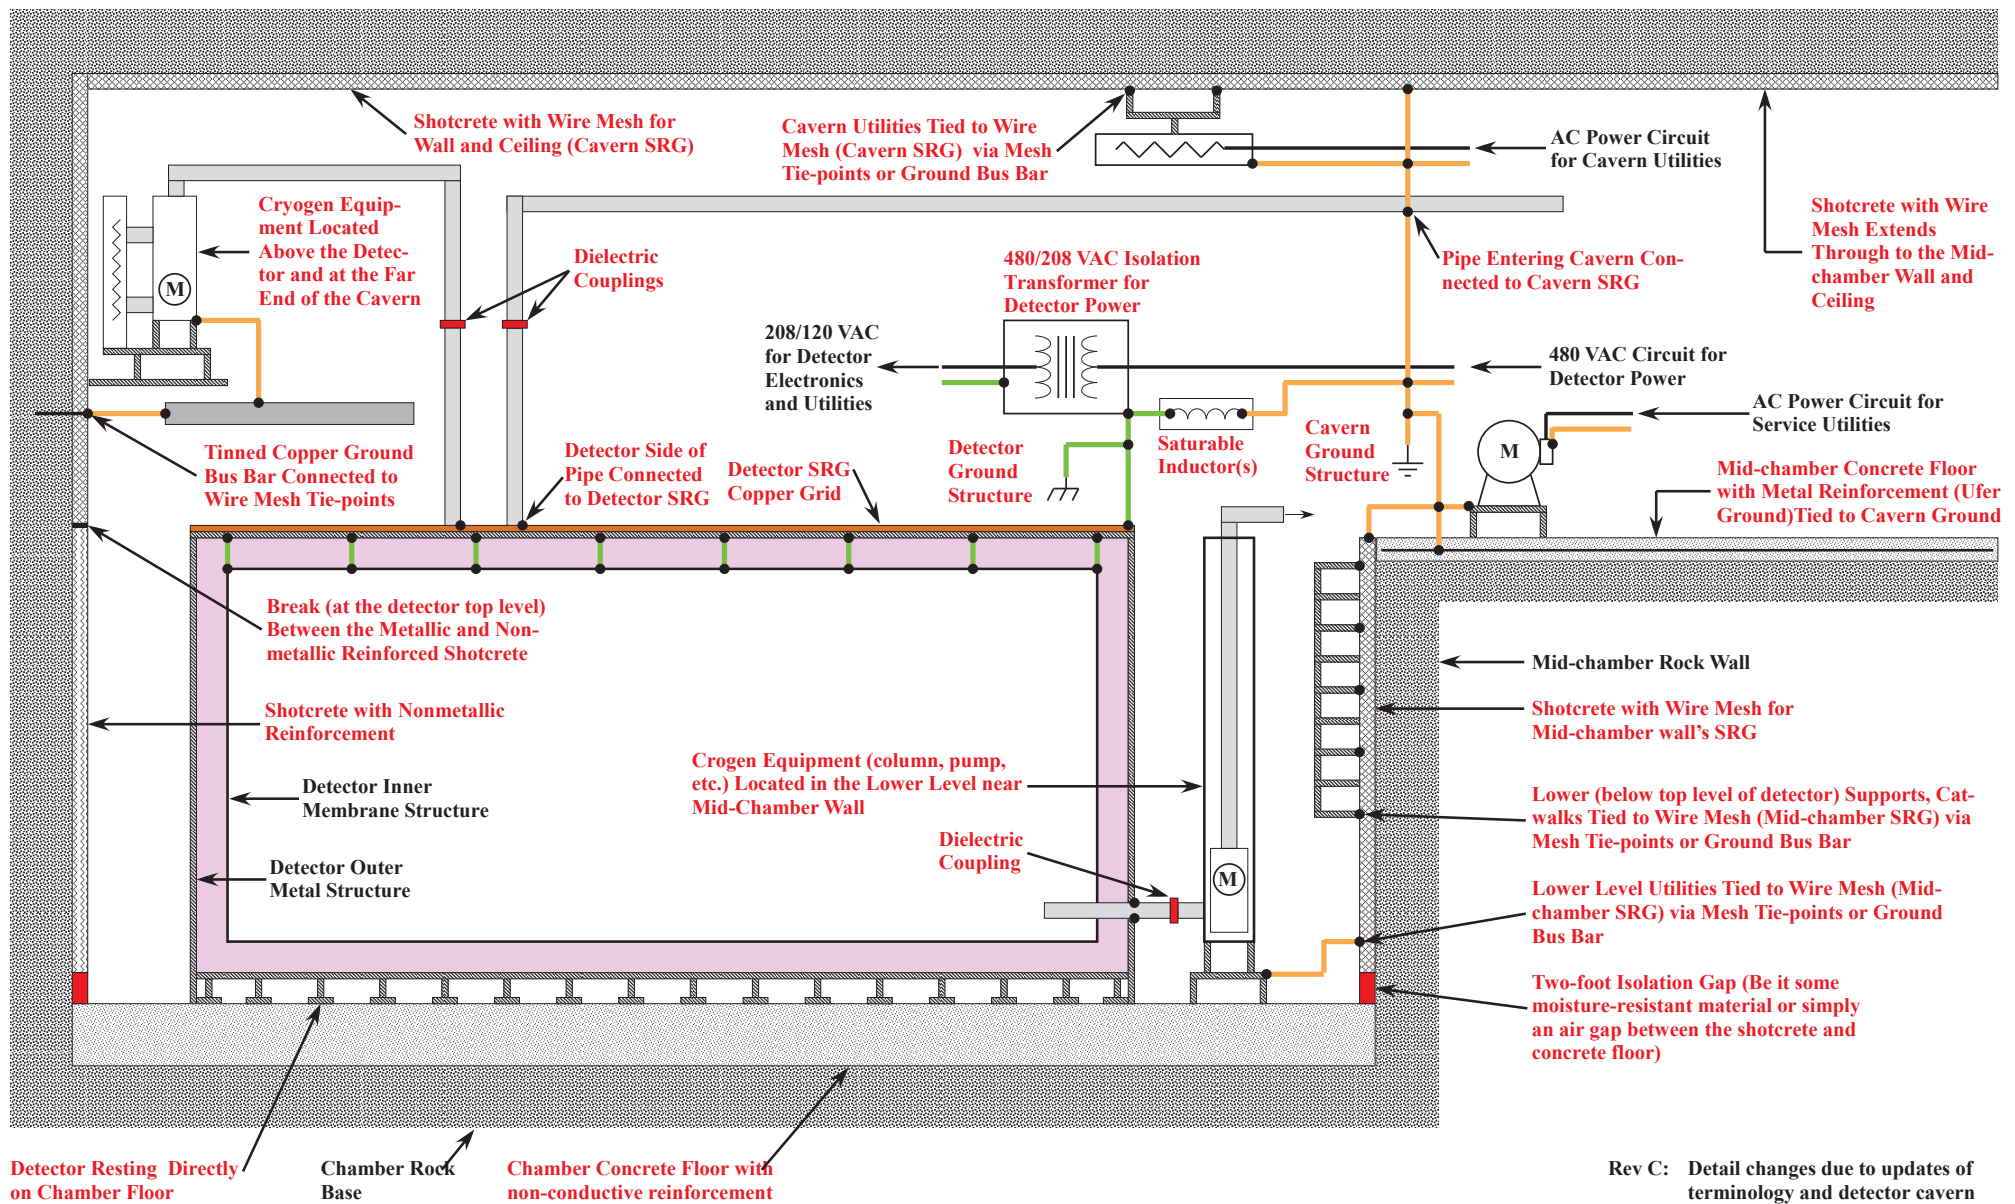 Shotcrete with Wire Mesh for
Wall and Ceiling (Cavern SRG)
Cavern Utilities Tied to Wire
Mesh (Cavern SRG) via Mesh
Tie-points or Ground Bus Bar
AC Power Circuit
for Cavern Utilities
Cryogen Equip-
ment Located
Above the Detec-
tor and at the Far
End of the Cavern
M
Dielectric
Couplings
480/208 VAC Isolation
Transformer for
Detector Power
Pipe Entering Cavern Con-
nected to Cavern SRG
Shotcrete with Wire
Mesh Extends
Through to the Mid-
chamber Wall and
Ceiling
208/120 VAC
for Detector
Electronics
and Utilities
480 VAC Circuit for
Detector Power
AC Power Circuit for
Service Utilities
Tinned Copper Ground
Bus Bar Connected to
Wire Mesh Tie-points
Detector Side of
Pipe Connected
to Detector SRG
Detector SRG
Copper Grid
Detector
Ground
Structure
Saturable
Inductor(s)
Cavern
Ground
Structure
M
Mid-chamber Concrete Floor
with Metal Reinforcement (Ufer
Ground)Tied to Cavern Ground
Break (at the detector top level)
Between the Metallic and Non-
metallic Reinforced Shotcrete
Mid-chamber Rock Wall
Shotcrete with Nonmetallic
Reinforcement
Shotcrete with Wire Mesh for
Mid-chamber wall's SRG
Detector Inner
Membrane Structure
Crogen Equipment (column, pump,
etc.) Located in the Lower Level near
Mid-Chamber Wall
Lower (below top level of detector) Supports, Cat-
walks Tied to Wire Mesh (Mid-chamber SRG) via
Mesh Tie-points or Ground Bus Bar
Dielectric
Coupling
M
Detector Outer
Metal Structure
Lower Level Utilities Tied to Wire Mesh (Mid-
chamber SRG) via Mesh Tie-points or Ground
Bus Bar
Two-foot Isolation Gap (Be it some
moisture-resistant material or simply
an air gap between the shotcrete and
concrete floor)
Detector Resting Directly
on Chamber Floor
Chamber Rock
Base
Chamber Concrete Floor with
non-conductive reinforcement
Rev C: Detail changes due to updates of
terminology and detector cavern